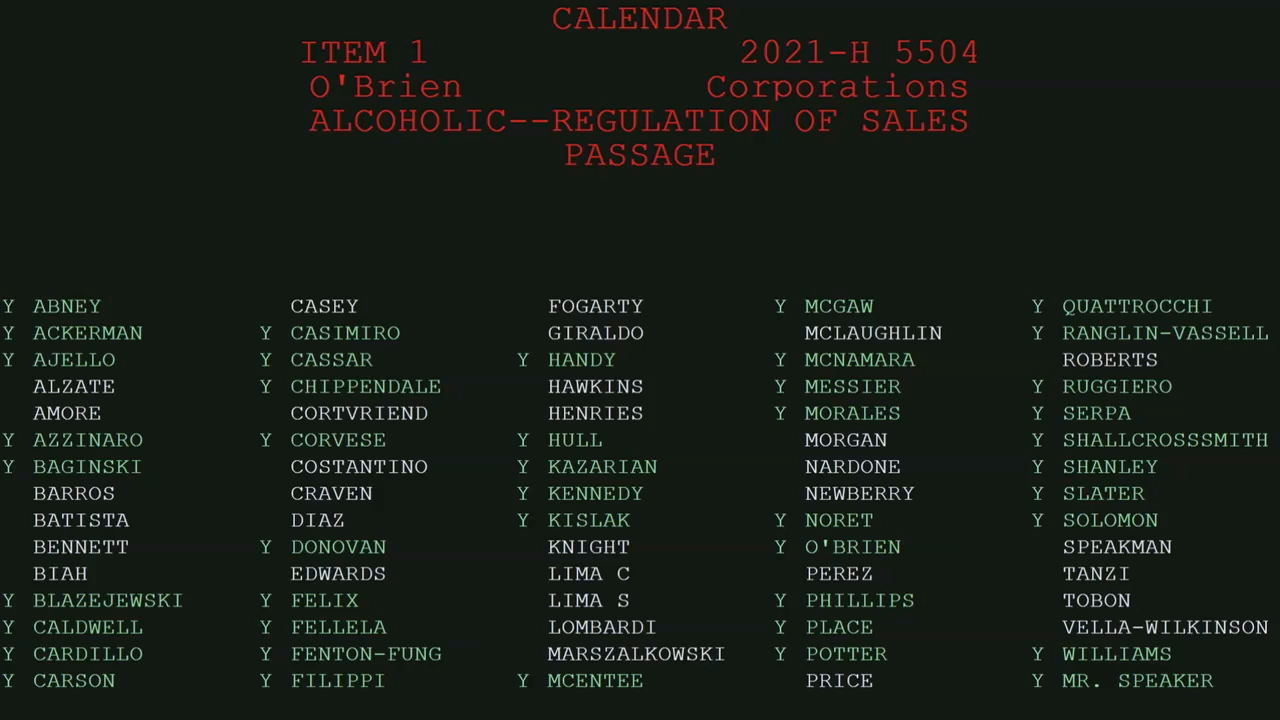 CALENDAR
ITEM 1 2021-H 5504
O'Brien Corporations
ALCOHOLIC--REGULATION OF SALES
PASSAGE
Y ABNEY CASEY FOGARTY Y MCGAW Y QUATTROCCHI
Y ACKERMAN Y CASIMIRO GIRALDO MCLAUGHLIN Y RANGLIN-VASSELL
Y AJELLO Y CASSAR Y HANDY Y MCNAMARA ROBERTS
ALZATE Y CHIPPENDALE HAWKINS Y MESSIER Y RUGGIERO
AMORE CORTVRIEND HENRIES Y MORALES Y SERPA
Y AZZINARO Y CORVESE Y HULL MORGAN Y SHALLCROSSSMITH
Y BAGINSKI COSTANTINO Y KAZARIAN NARDONE Y SHANLEY
BARROS CRAVEN Y KENNEDY NEWBERRY Y SLATER
BATISTA DIAZ Y KISLAK Y NORET Y SOLOMON
BENNETT Y DONOVAN KNIGHT Y O'BRIEN SPEAKMAN
BIAH EDWARDS LIMA C PEREZ TANZI
Y BLAZEJEWSKI Y FELIX LIMA S Y PHILLIPS TOBON
Y CALDWELL Y FELLELA LOMBARDI Y PLACE VELLA-WILKINSON
Y CARDILLO Y FENTON-FUNG MARSZALKOWSKI Y POTTER Y WILLIAMS
Y CARSON Y FILIPPI Y MCENTEE PRICE Y MR. SPEAKER